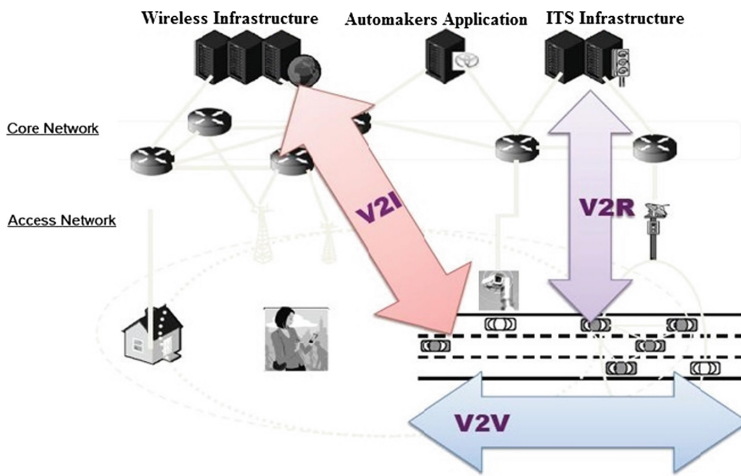 Wireless Infrastructure
Automakers Application
ITS Infrastructure
Core Network
V2I
V2R
Access Network
V2V